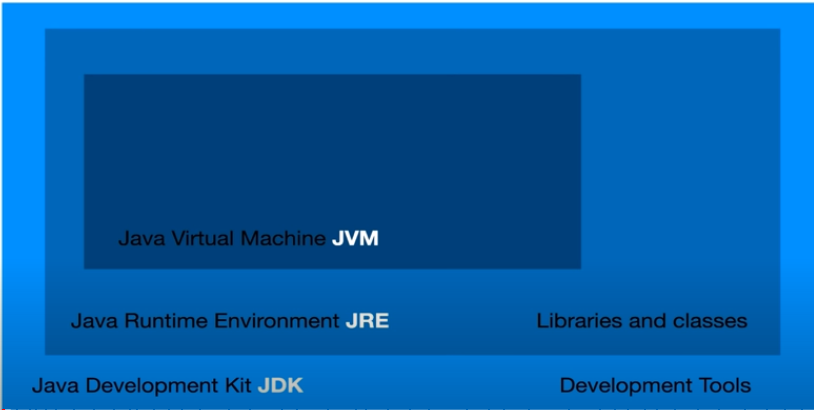 Java Virtual Machine JVM
Java Runtime Environment JRE
Libraries and classes
Java Development Kit JDK
Development Tools